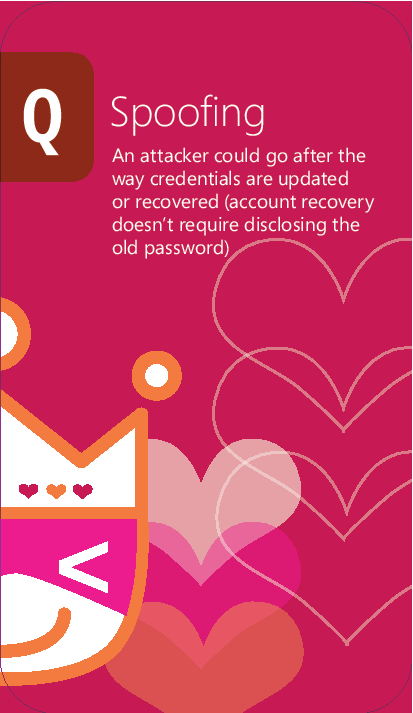 Q
Spoofing
An attacker could go after the
way credentials are updated
or recovered (account recovery
doesn’t require disclosing the
old password)